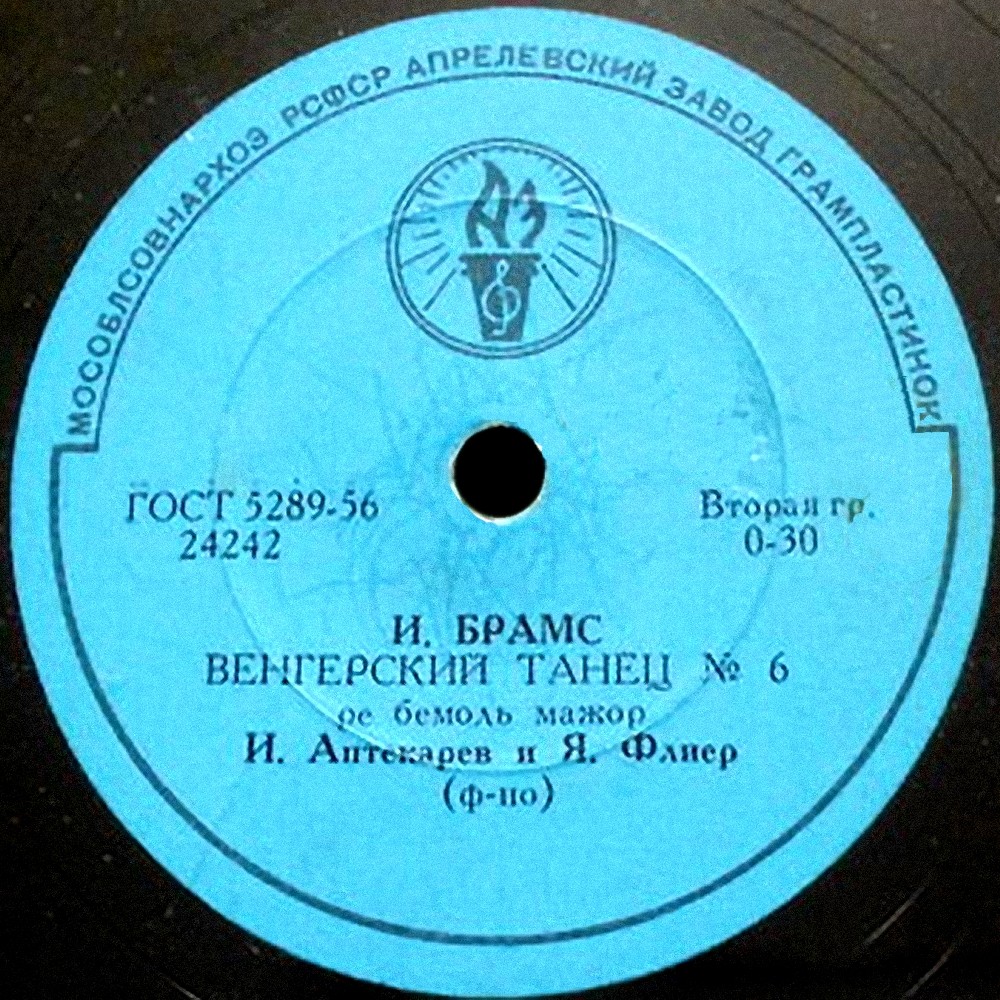 МОСОБЛСОВНАРХОЗ РСФСР АПРЕЛЕВСКИЙ ЗАВОД ГРАМПЛАСТИНОК
АЗ
ГОСТ 5289-56
24242
Вторая гр.
0-30
И. БРАМС
ВЕНГЕРСКИЙ ТАНЕЦ № 6
ре бемоль мажор
И. Аптекарев и Я. Флиер
(ф-по)